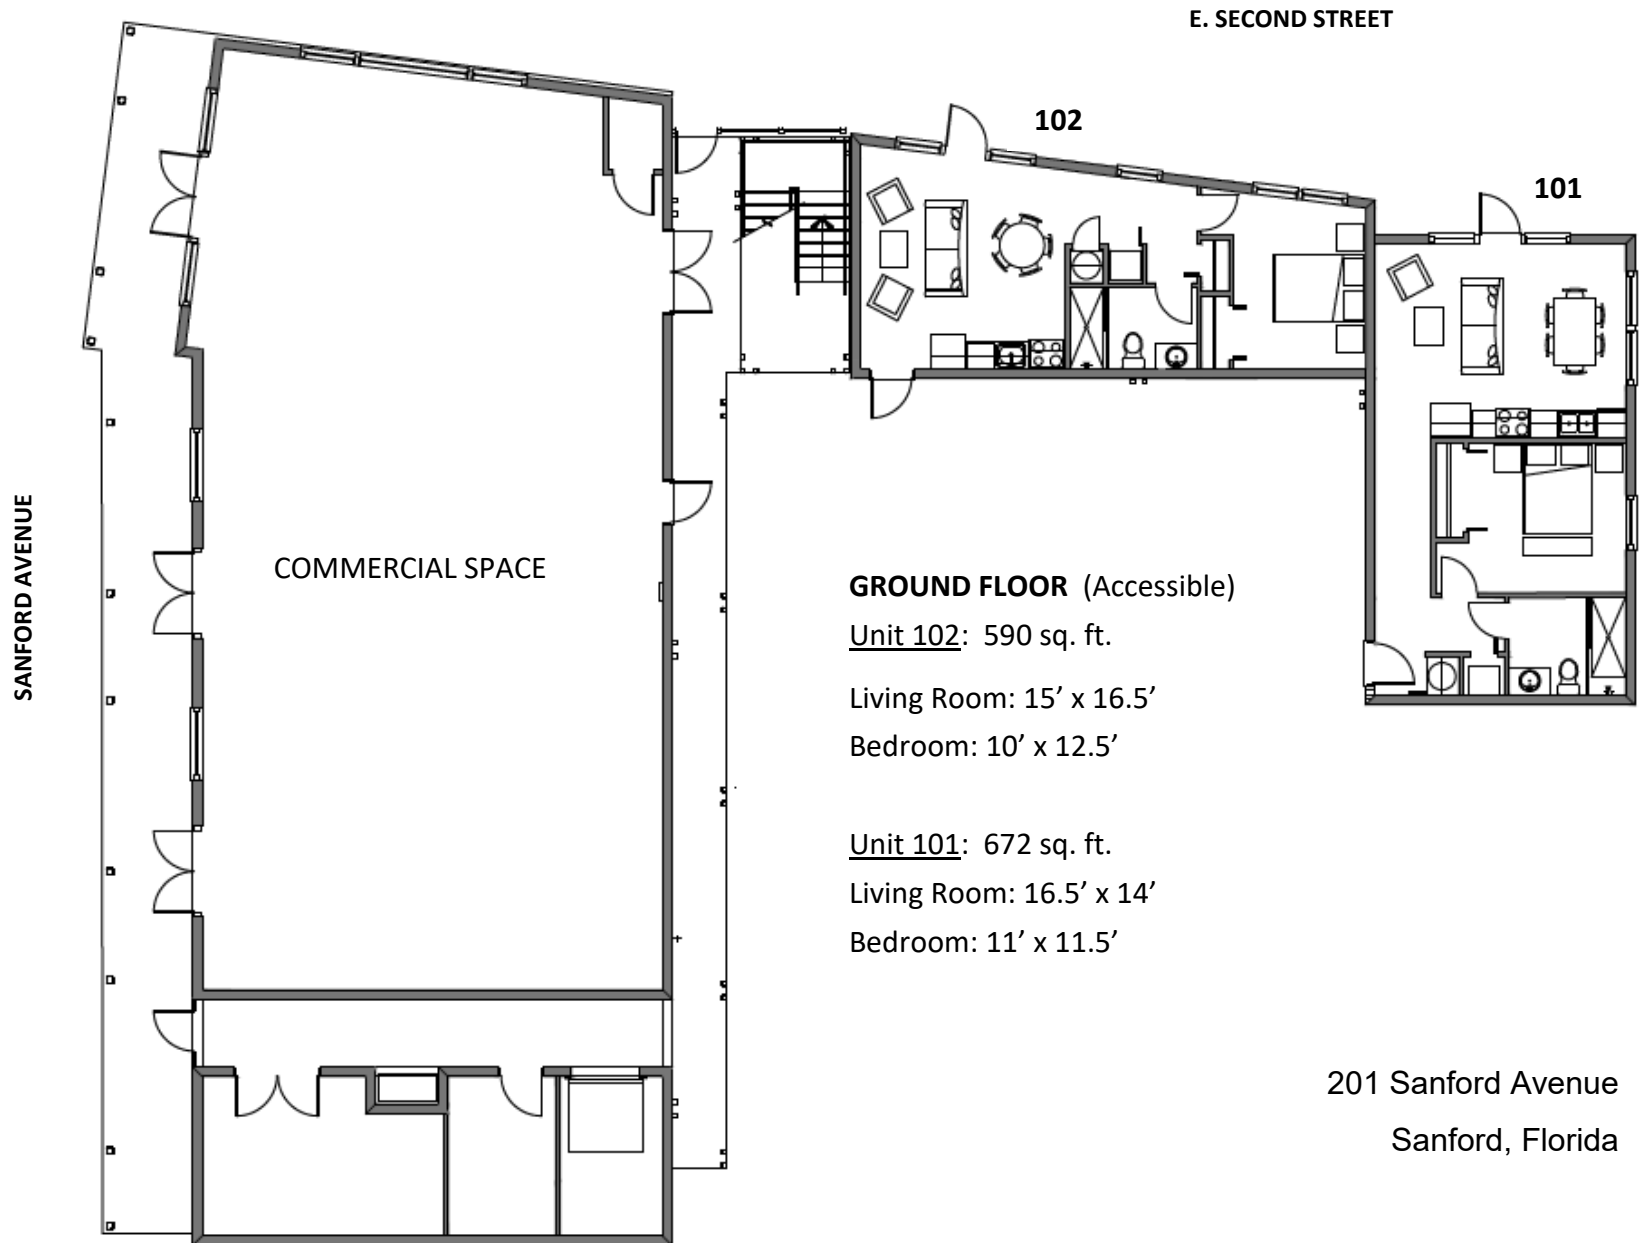 E. SECOND STREET
102
101
SANFORD AVENUE
COMMERCIAL SPACE
GROUND FLOOR (Accessible)
Unit 102: 590 sq. ft.
Living Room: 15’ x 16.5’
Bedroom: 10’ x 12.5’
Unit 101: 672 sq. ft.
Living Room: 16.5’ x 14’
Bedroom: 11’ x 11.5’
201 Sanford Avenue
Sanford, Florida